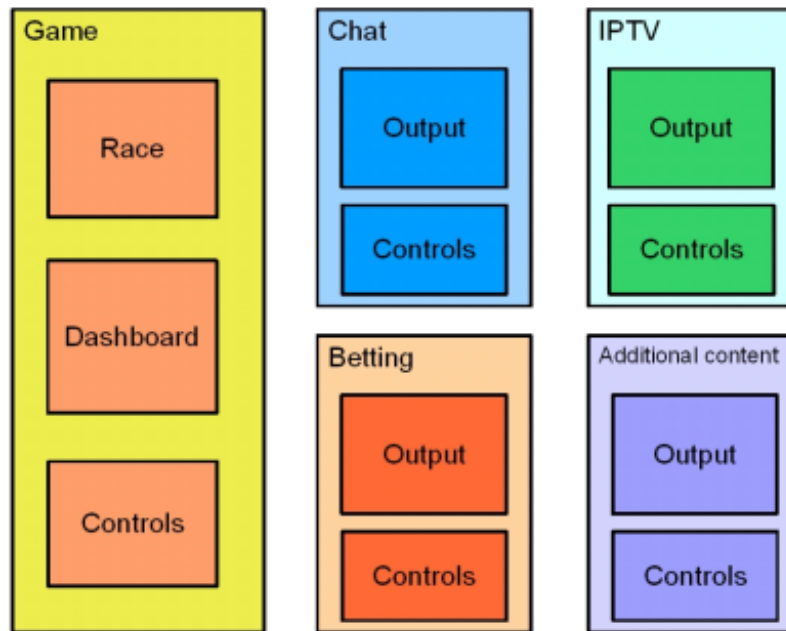 Game
Race
Dashboard
Controls
Chat
Output
Controls
IPTV
Output
Controls
Betting
Output
Controls
Additional content
Output
Controls